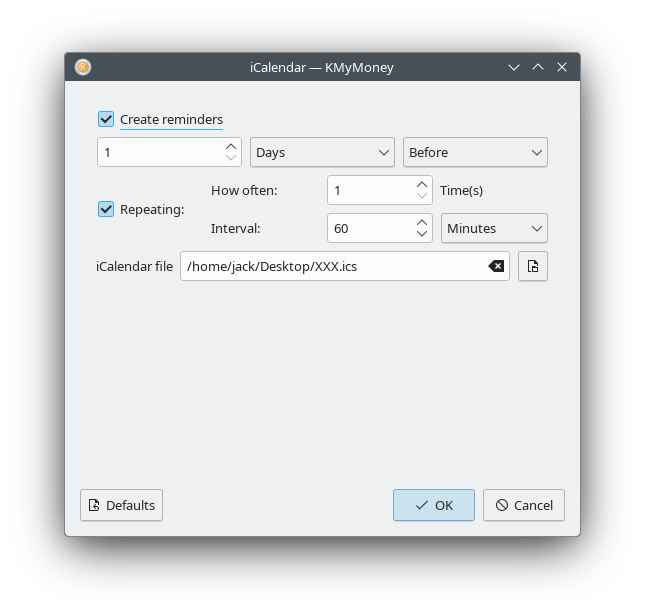 iCalendar — KMyMoney
Create reminders
1 Days Before
How often: 1 Time(s)
Repeating:
Interval: 60 Minutes
iCalendar file /home/jack/Desktop/XXX.ics
Defaults OK Cancel